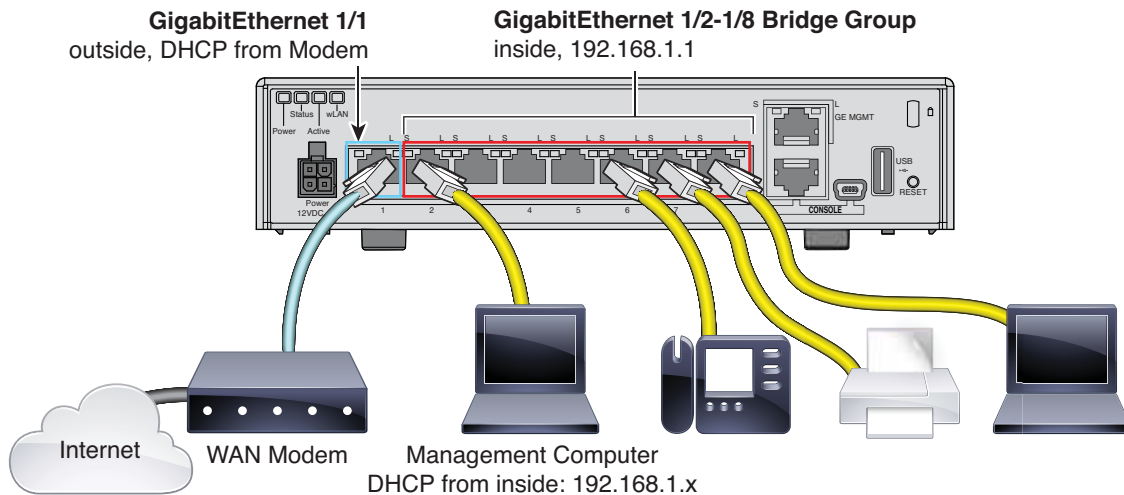 GigabitEthernet 1/1
outside, DHCP from Modem
GigabitEthernet 1/2-1/8 Bridge Group
inside, 192.168.1.1
Status wLAN
Power Active
L S L S L S L S L S L S L S L
S L
GE MGMT
USB
RESET
Power
12VDC
1 2 4 5 6 7
CONSOLE
Internet
WAN Modem
Management Computer
DHCP from inside: 192.168.1.x